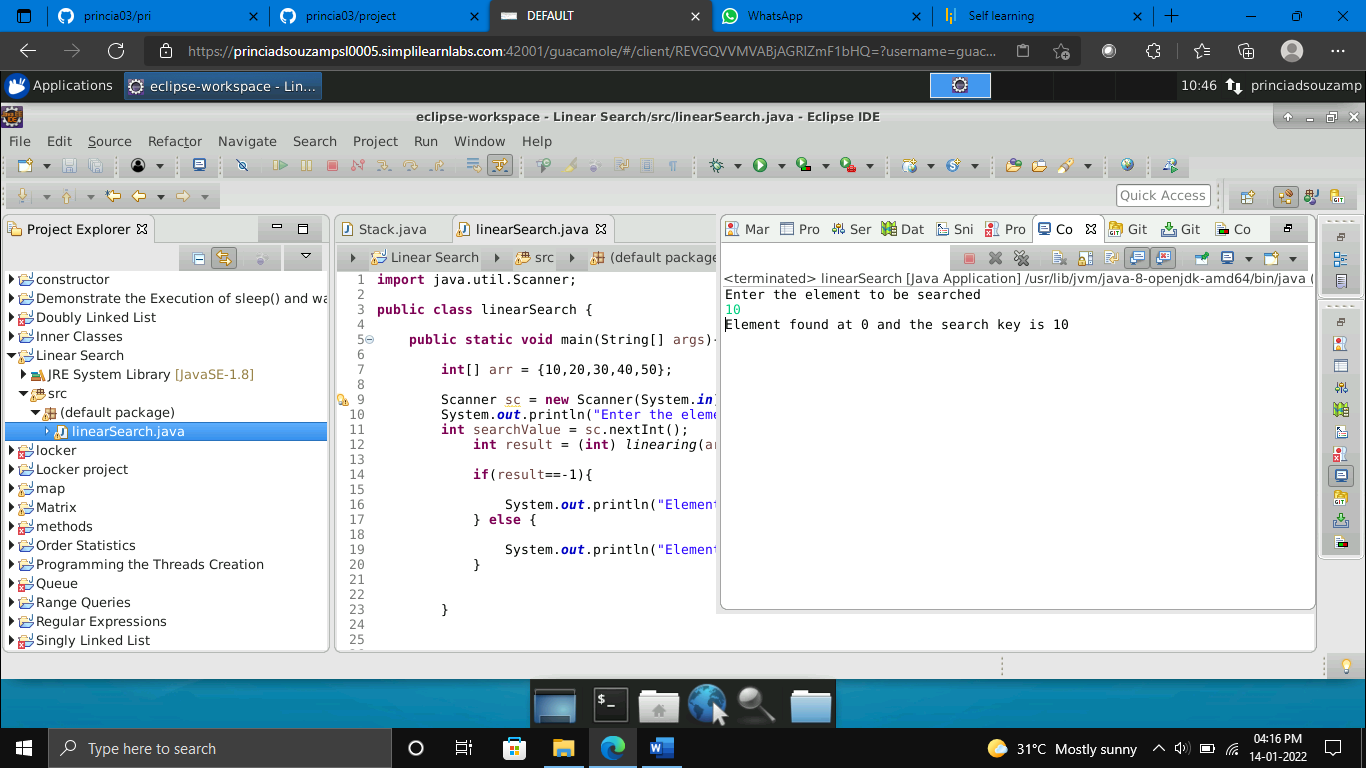 princia03/pri
princia03/project
DEFAULT
WhatsApp
Self learning
https://princiadsouzampsl0005.simplilearnlabs.com:42001/guacamole/#/client/REVGQVVMVABjAGRlZmF1bHQ=?username=guac...
Applications
eclipse-workspace - Lin...
10:46
princiadsouzamp
eclipse-workspace - Linear Search/src/linearSearch.java - Eclipse IDE
File Edit Source Refactor Navigate Search Project Run Window Help
Quick Access
Project Explorer
Stack.java
linearSearch.java
Mar Pro Ser Dat Sni Pro Co Git Git Co
Linear Search
src
(default package
<terminated> linearSearch [Java Application] /usr/lib/jvm/java-8-openjdk-amd64/bin/java (
Enter the element to be searched
10
Element found at 0 and the search key is 10
constructor
Demonstrate the Execution of sleep() and wa
Doubly Linked List
Inner Classes
Linear Search
JRE System Library [JavaSE-1.8]
src
(default package)
linearSearch.java
locker
Locker project
map
Matrix
methods
Order Statistics
Programming the Threads Creation
Queue
Range Queries
Regular Expressions
Singly Linked List
1 import java.util.Scanner;
2
3 public class linearSearch {
4
5 public static void main(String[] args)
6
7 int[] arr = {10,20,30,40,50};
8
9 Scanner sc = new Scanner(System.in
10 System.out.println("Enter the eleme
11 int searchValue = sc.nextInt();
12 int result = (int) linearing(a
13
14 if(result==-1){
15
16 System.out.println("Element
17 } else {
18
19 System.out.println("Element
20 }
21
22
23 }
24
25
Type here to search
31°C Mostly sunny
04:16 PM
14-01-2022